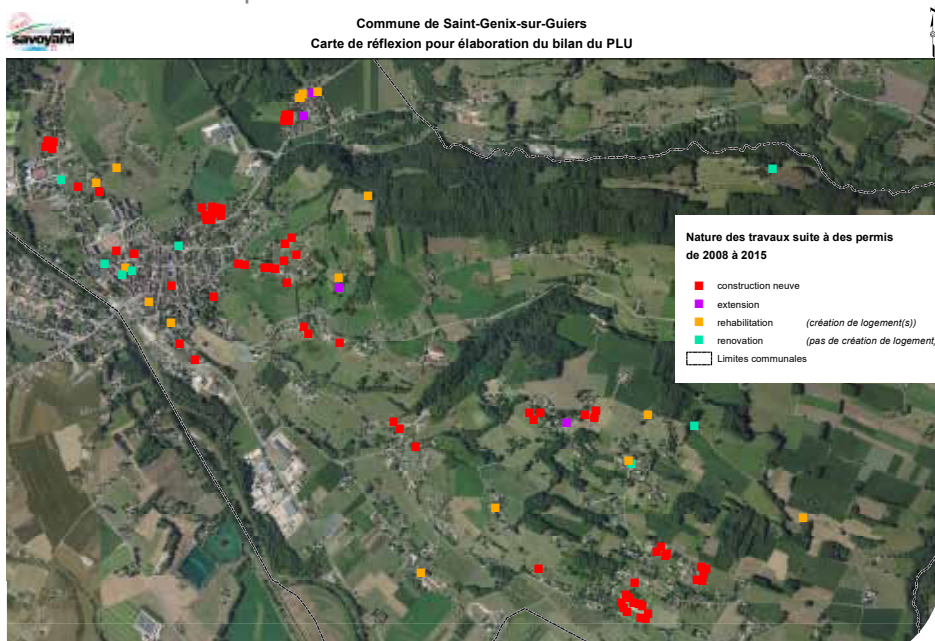 savoyard
Commune de Saint-Genix-sur-Guiers
Carte de réflexion pour élaboration du bilan du PLU
Nature des travaux suite à des permis
de 2008 à 2015
construction neuve
extension
rehabilitation (création de logement(s))
renovation (pas de création de logement
Limites communales